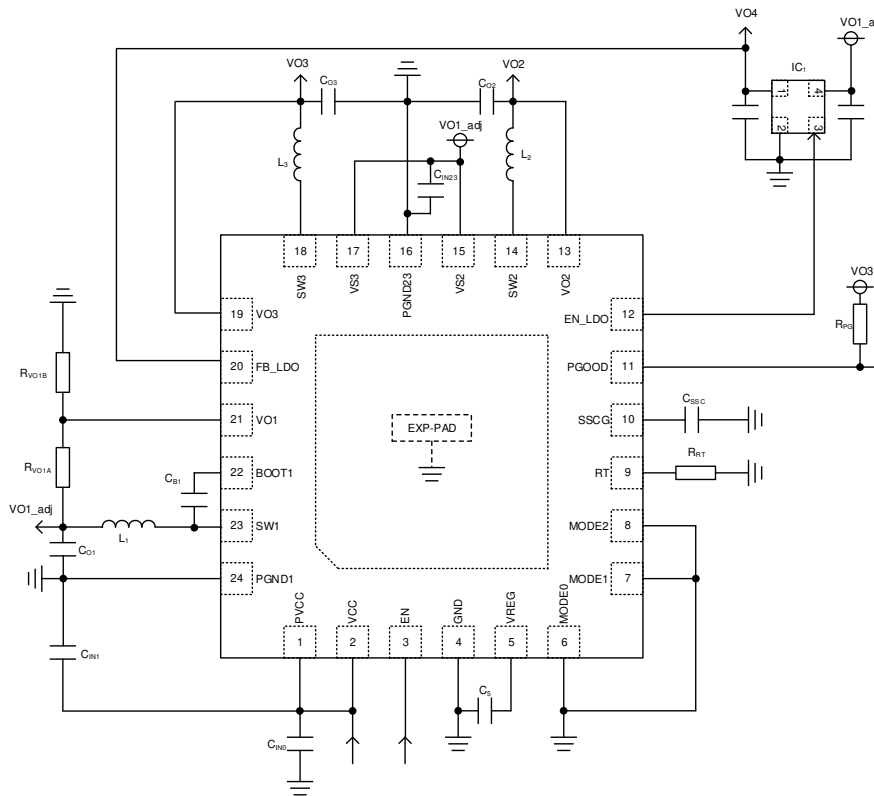 VO4
VO1_a
IC1
1
4
2
3
VO3
CO3
CO2
VO2
VO1_adj
L3
CIN23
L2
18
17
16
15
14
13
SW3
VS3
PGND23
VS2
SW2
VO2
19
VO3
20
FB_LDO
21
VO1
22
BOOT1
23
SW1
24
PGND1
RVO1B
RVO1A
CB1
VO1_adj
L1
CO1
CIN1
EXP-PAD
EN_LDO
12
PGOOD
11
SSCG
10
RT
9
MODE2
8
MODE1
7
VO3
RPG
CSSC
RRT
PVCC
VCC
EN
GND
VREG
MODE0
1
2
3
4
5
6
C5
CIN0